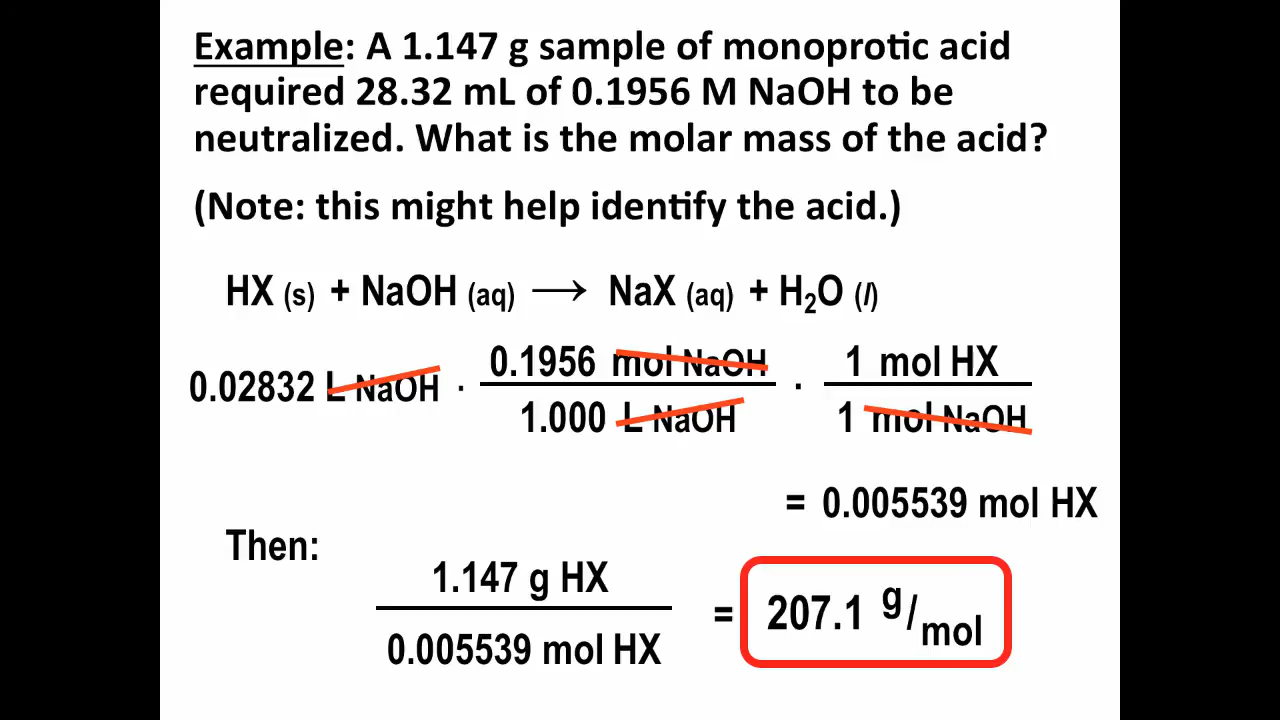 Example: A 1.147 g sample of monoprotic acid
required 28.32 mL of 0.1956 M NaOH to be
neutralized. What is the molar mass of the acid?
(Note: this might help identify the acid.)
HX (s) + NaOH (aq) ⟶ NaX (aq) + H₂O (l)
0.1956 mol NaOH 1 mol HX
0.02832 L NaOH · ·
1.000 L NaOH 1 mol NaOH
= 0.005539 mol HX
Then:
1.147 g HX
= 207.1 g/mol
0.005539 mol HX